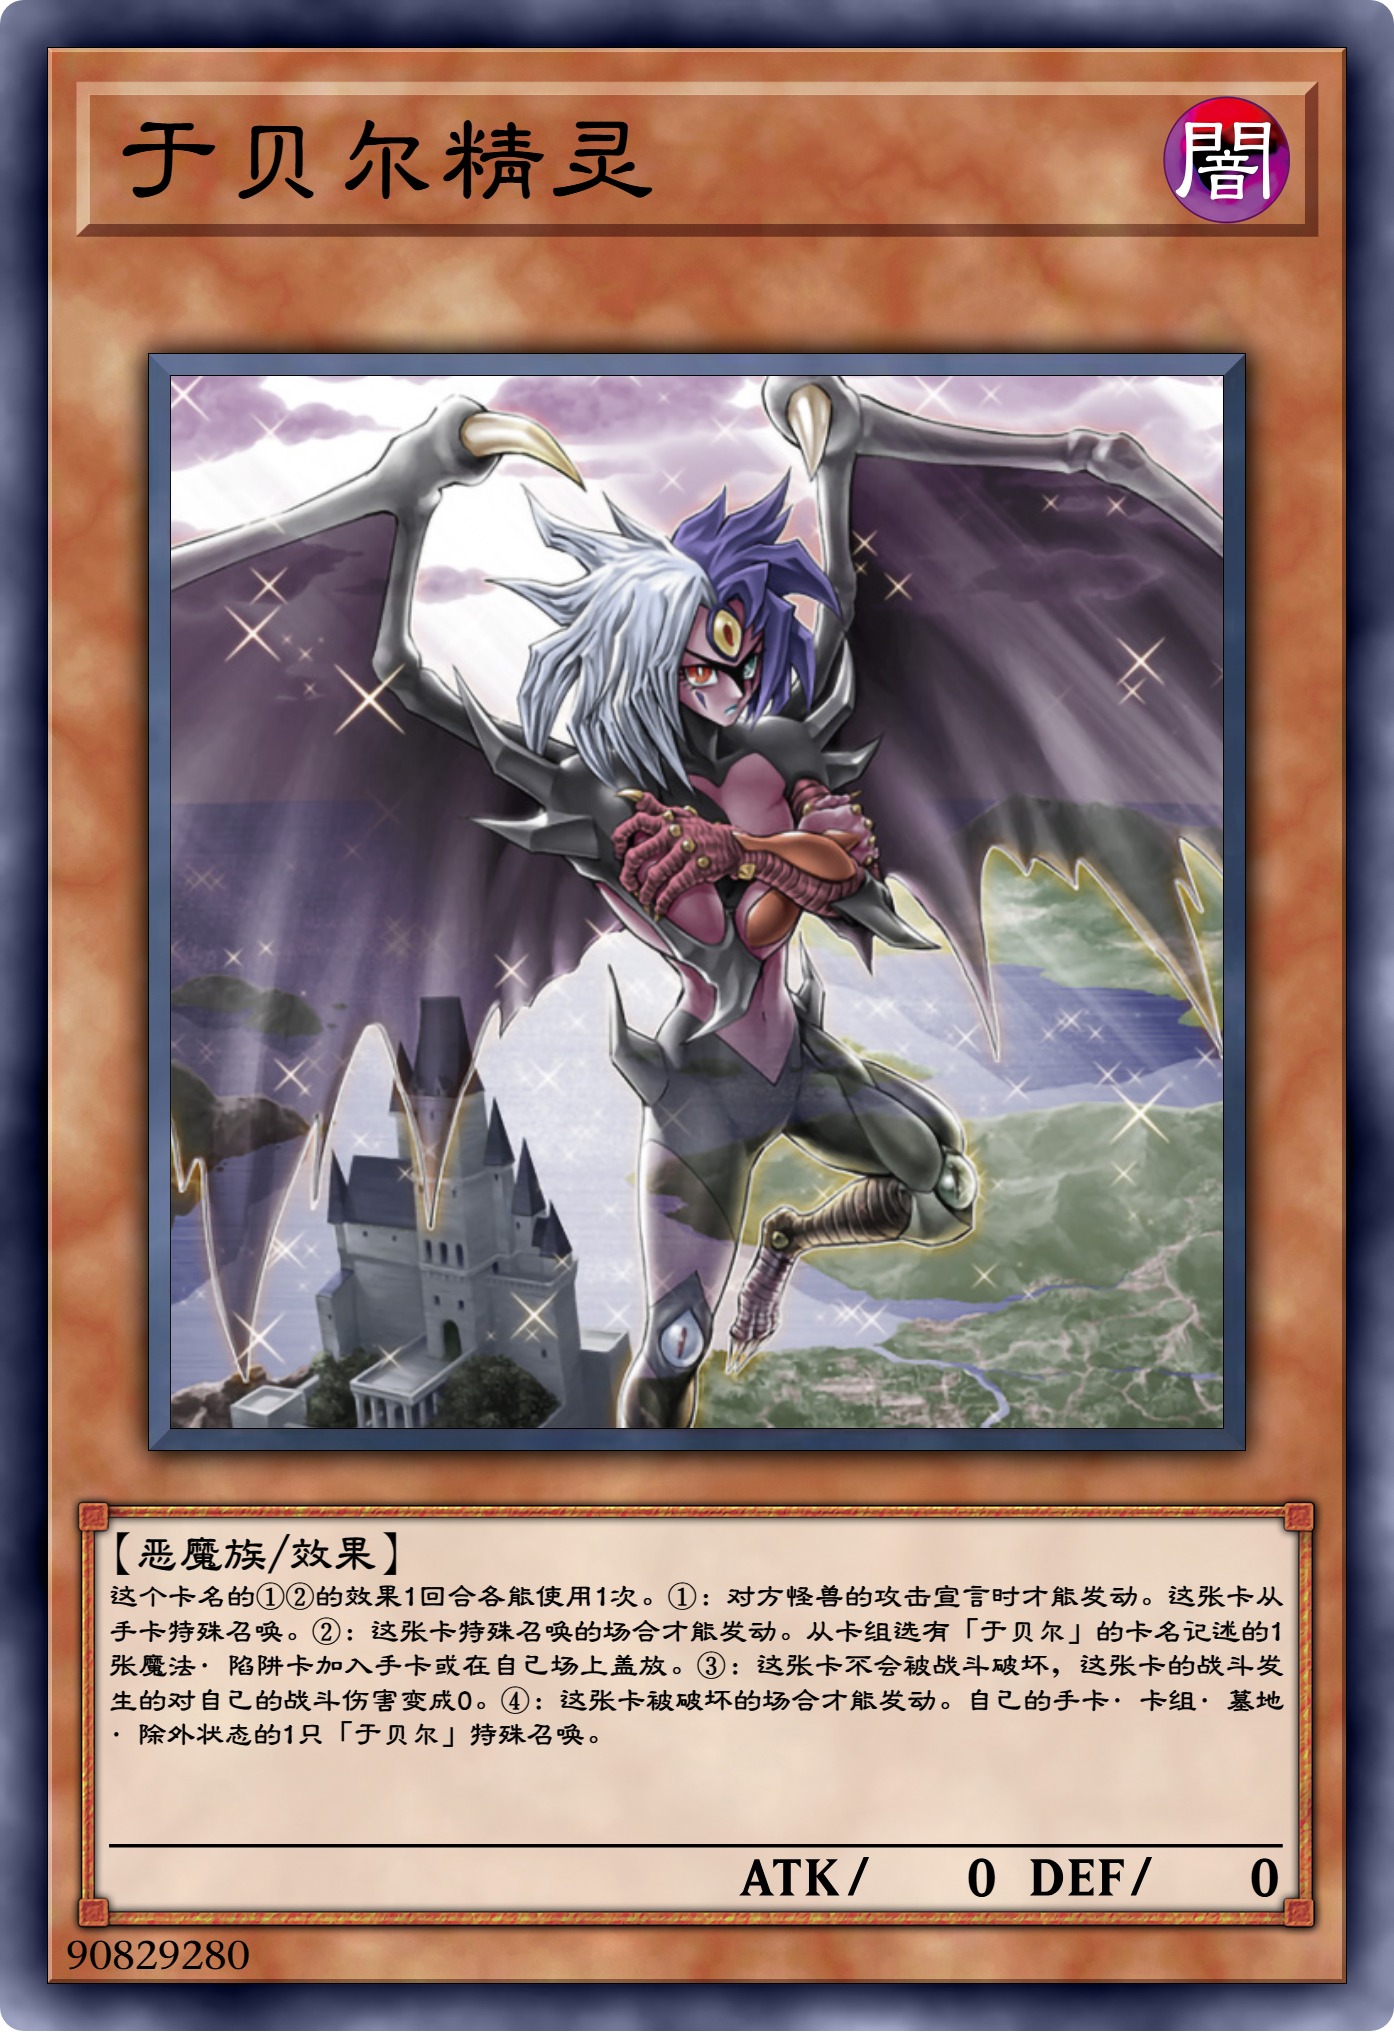 于贝尔精灵
闇
【恶魔族/效果】
这个卡名的①②的效果1回合各能使用1次。①：对方怪兽的攻击宣言时才能发动。这张卡从
手卡特殊召唤。②：这张卡特殊召唤的场合才能发动。从卡组选有「于贝尔」的卡名记述的1
张魔法·陷阱卡加入手卡或在自己场上盖放。③：这张卡不会被战斗破坏，这张卡的战斗发
生的对自己的战斗伤害变成0。④：这张卡被破坏的场合才能发动。自己的手卡·卡组·墓地
·除外状态的1只「于贝尔」特殊召唤。
ATK/ 0 DEF/ 0
90829280